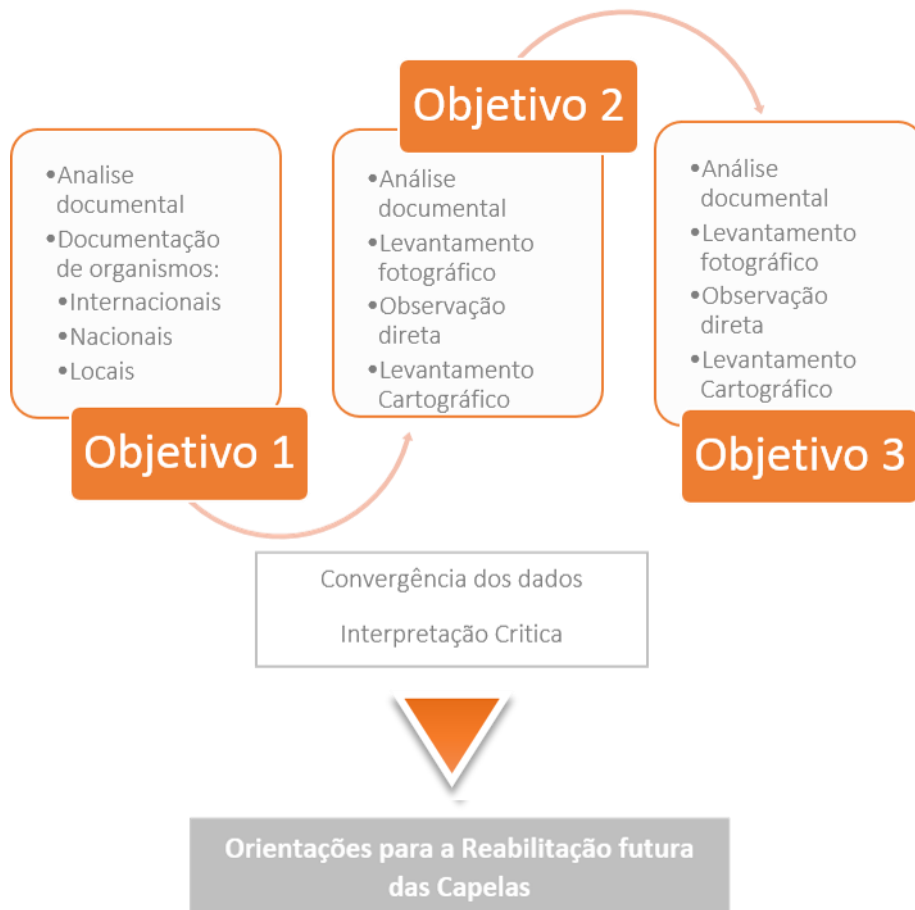 •Analise
documental
•Documentação
de organismos:
•Internacionais
•Nacionais
•Locais
Objetivo 1
Objetivo 2
•Análise
documental
•Levantamento
fotográfico
•Observação
direta
•Levantamento
Cartográfico
•Análise
documental
•Levantamento
fotográfico
•Observação
direta
•Levantamento
Cartográfico
Objetivo 3
Convergência dos dados
Interpretação Critica
Orientações para a Reabilitação futura
das Capelas